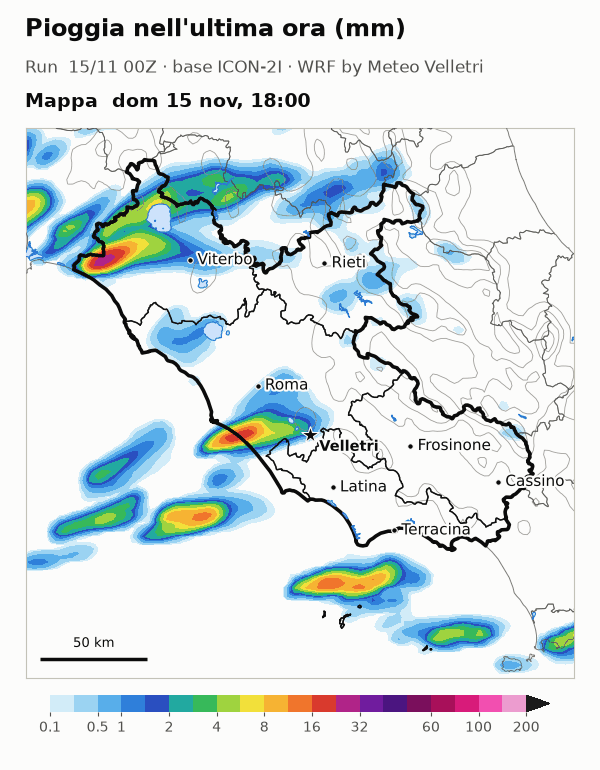 Pioggia nell'ultima ora (mm)
Run  15/11 00Z · base ICON-2I · WRF by Meteo Velletri
Mappa  dom 15 nov, 18:00
Viterbo
Rieti
Roma
Velletri
Frosinone
Latina
Cassino
Terracina
50 km
0.1 0.5 1 2 4 8 16 32 60 100 200